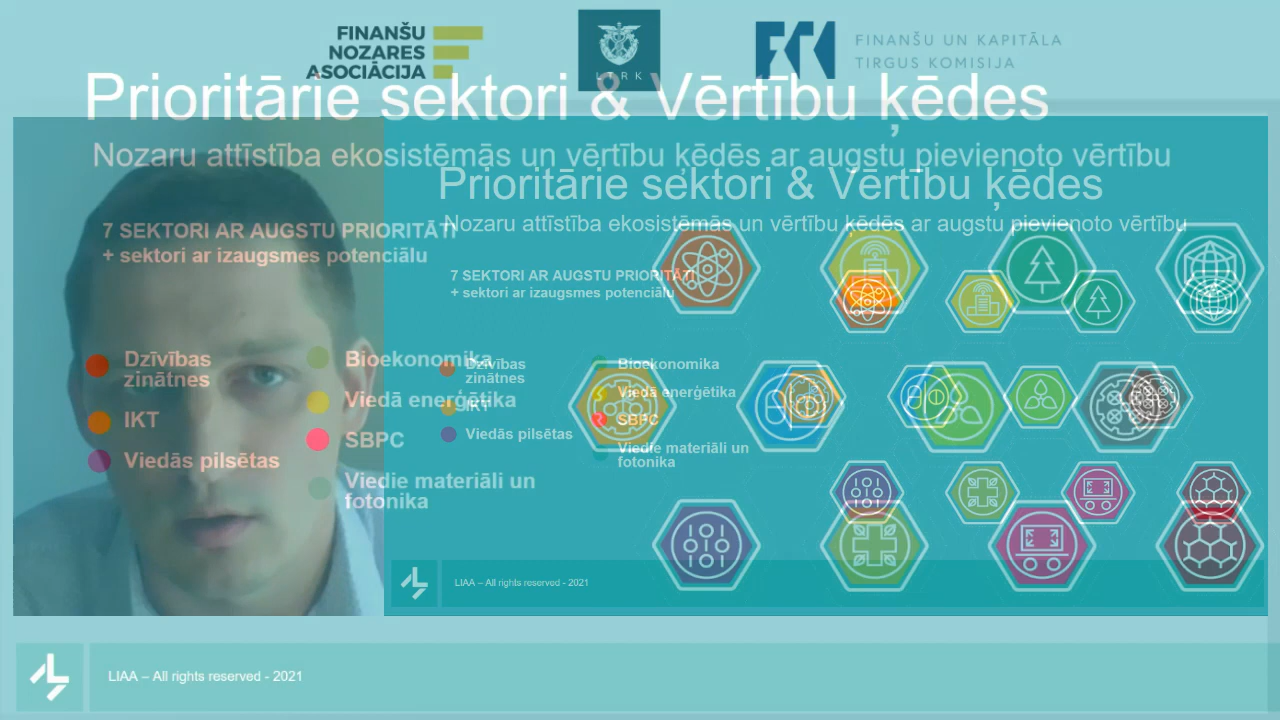 FINANŠU
NOZARES
ASOCIĀCIJA
LTRK
FINANŠU UN KAPITĀLA
TIRGUS KOMISIJA
Prioritārie sektori & Vērtību ķēdes
Nozaru attīstība ekosistēmās un vērtību ķēdēs ar augstu pievienoto vērtību
7 SEKTORI AR AUGSTU PRIORITĀTI
+ sektori ar izaugsmes potenciālu
Dzīvības
zinātnes
IKT
Viedās pilsētas
Bioekonomika
Viedā enerģētika
SBPC
Viedie materiāli un
fotonika
Prioritārie sektori & Vērtību ķēdes
Nozaru attīstība ekosistēmās un vērtību ķēdēs ar augstu pievienoto vērtību
7 SEKTORI AR AUGSTU PRIORITĀTI
+ sektori ar izaugsmes potenciālu
Dzīvības
zinātnes
IKT
Viedās pilsētas
Bioekonomika
Viedā enerģētika
SBPC
Viedie materiāli un
fotonika
LIAA – All rights reserved - 2021
LIAA – All rights reserved - 2021